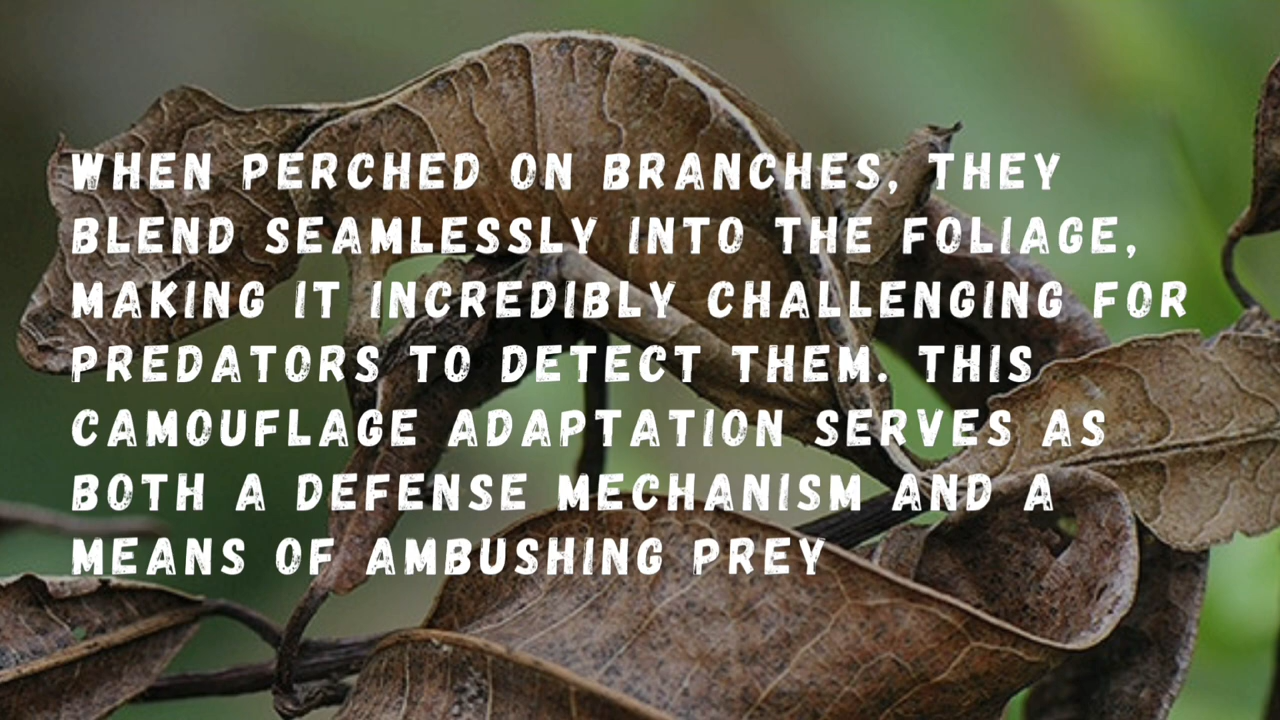 WHEN PERCHED ON BRANCHES, THEY
BLEND SEAMLESSLY INTO THE FOLIAGE,
MAKING IT INCREDIBLY CHALLENGING FOR
PREDATORS TO DETECT THEM. THIS
CAMOUFLAGE ADAPTATION SERVES AS
BOTH A DEFENSE MECHANISM AND A
MEANS OF AMBUSHING PREY